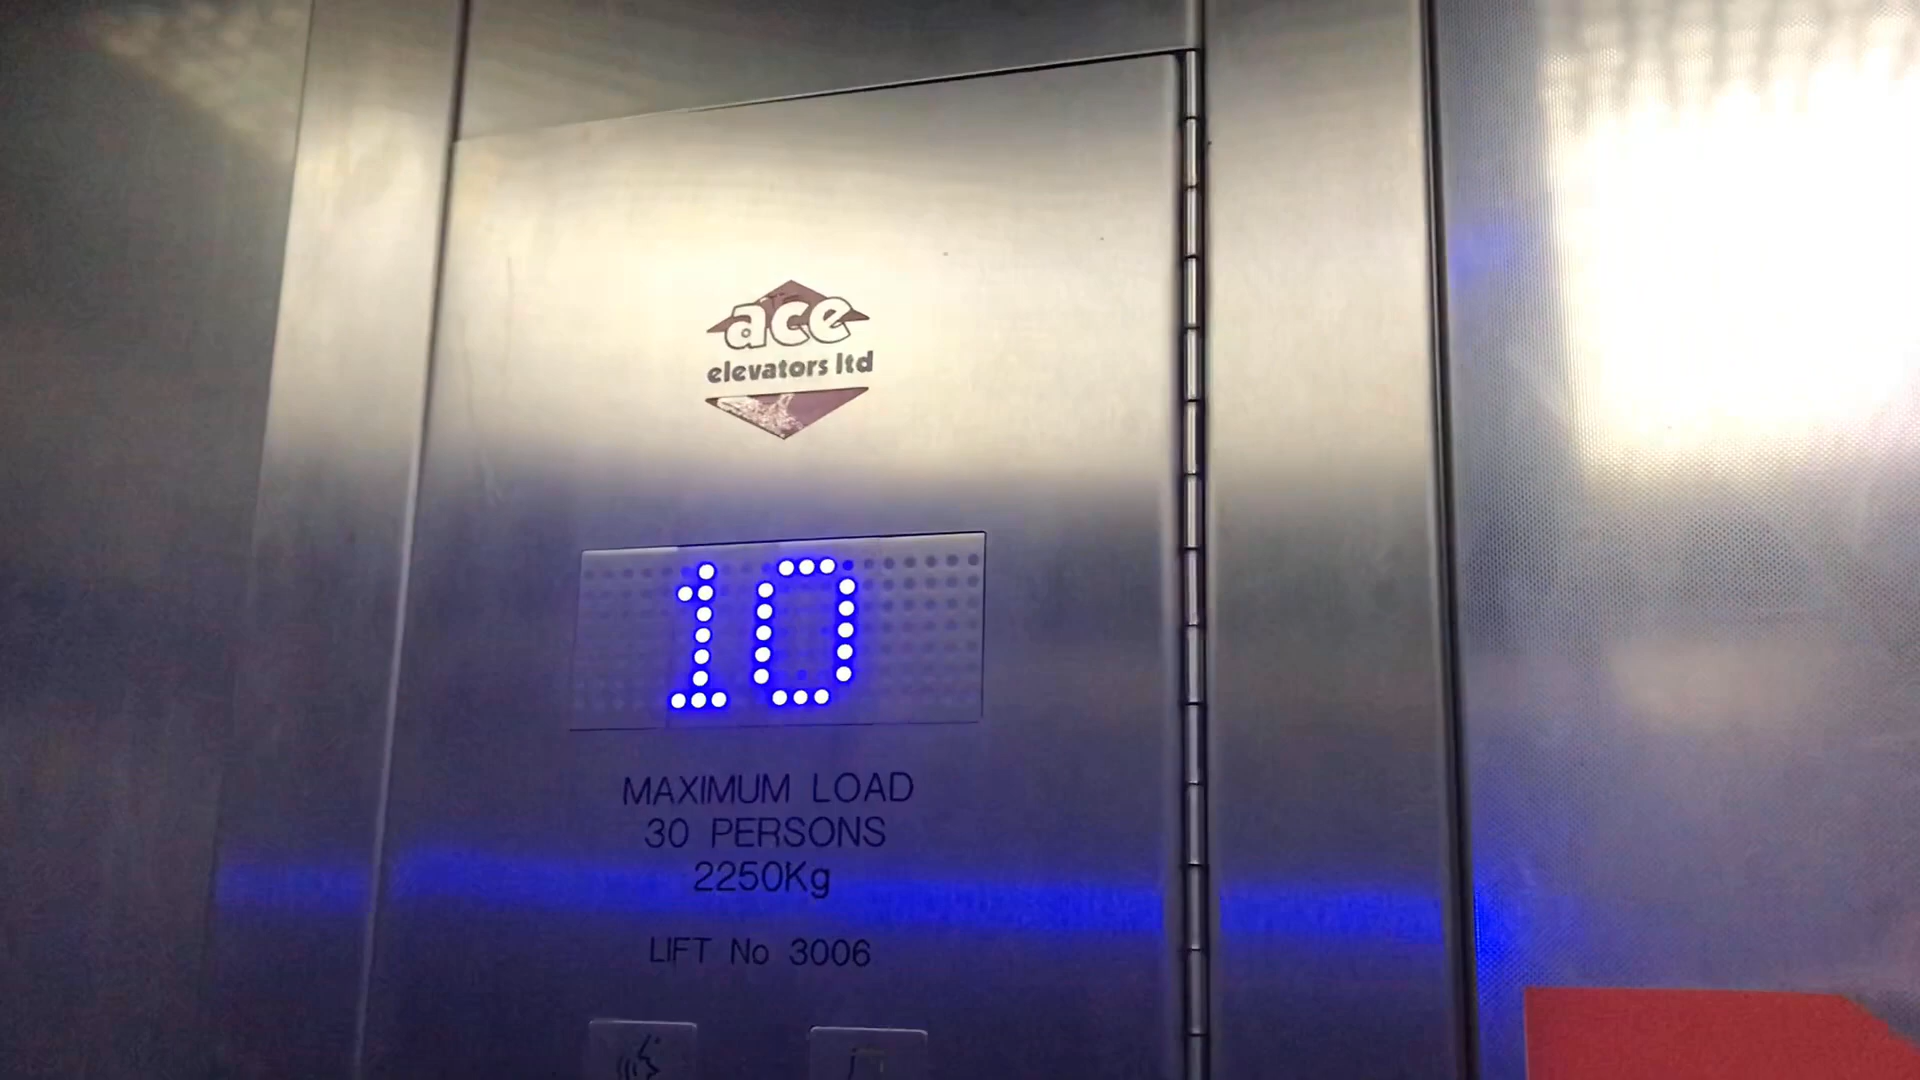 ace
elevators ltd
10
MAXIMUM LOAD
30 PERSONS
2250Kg
LIFT No 3006